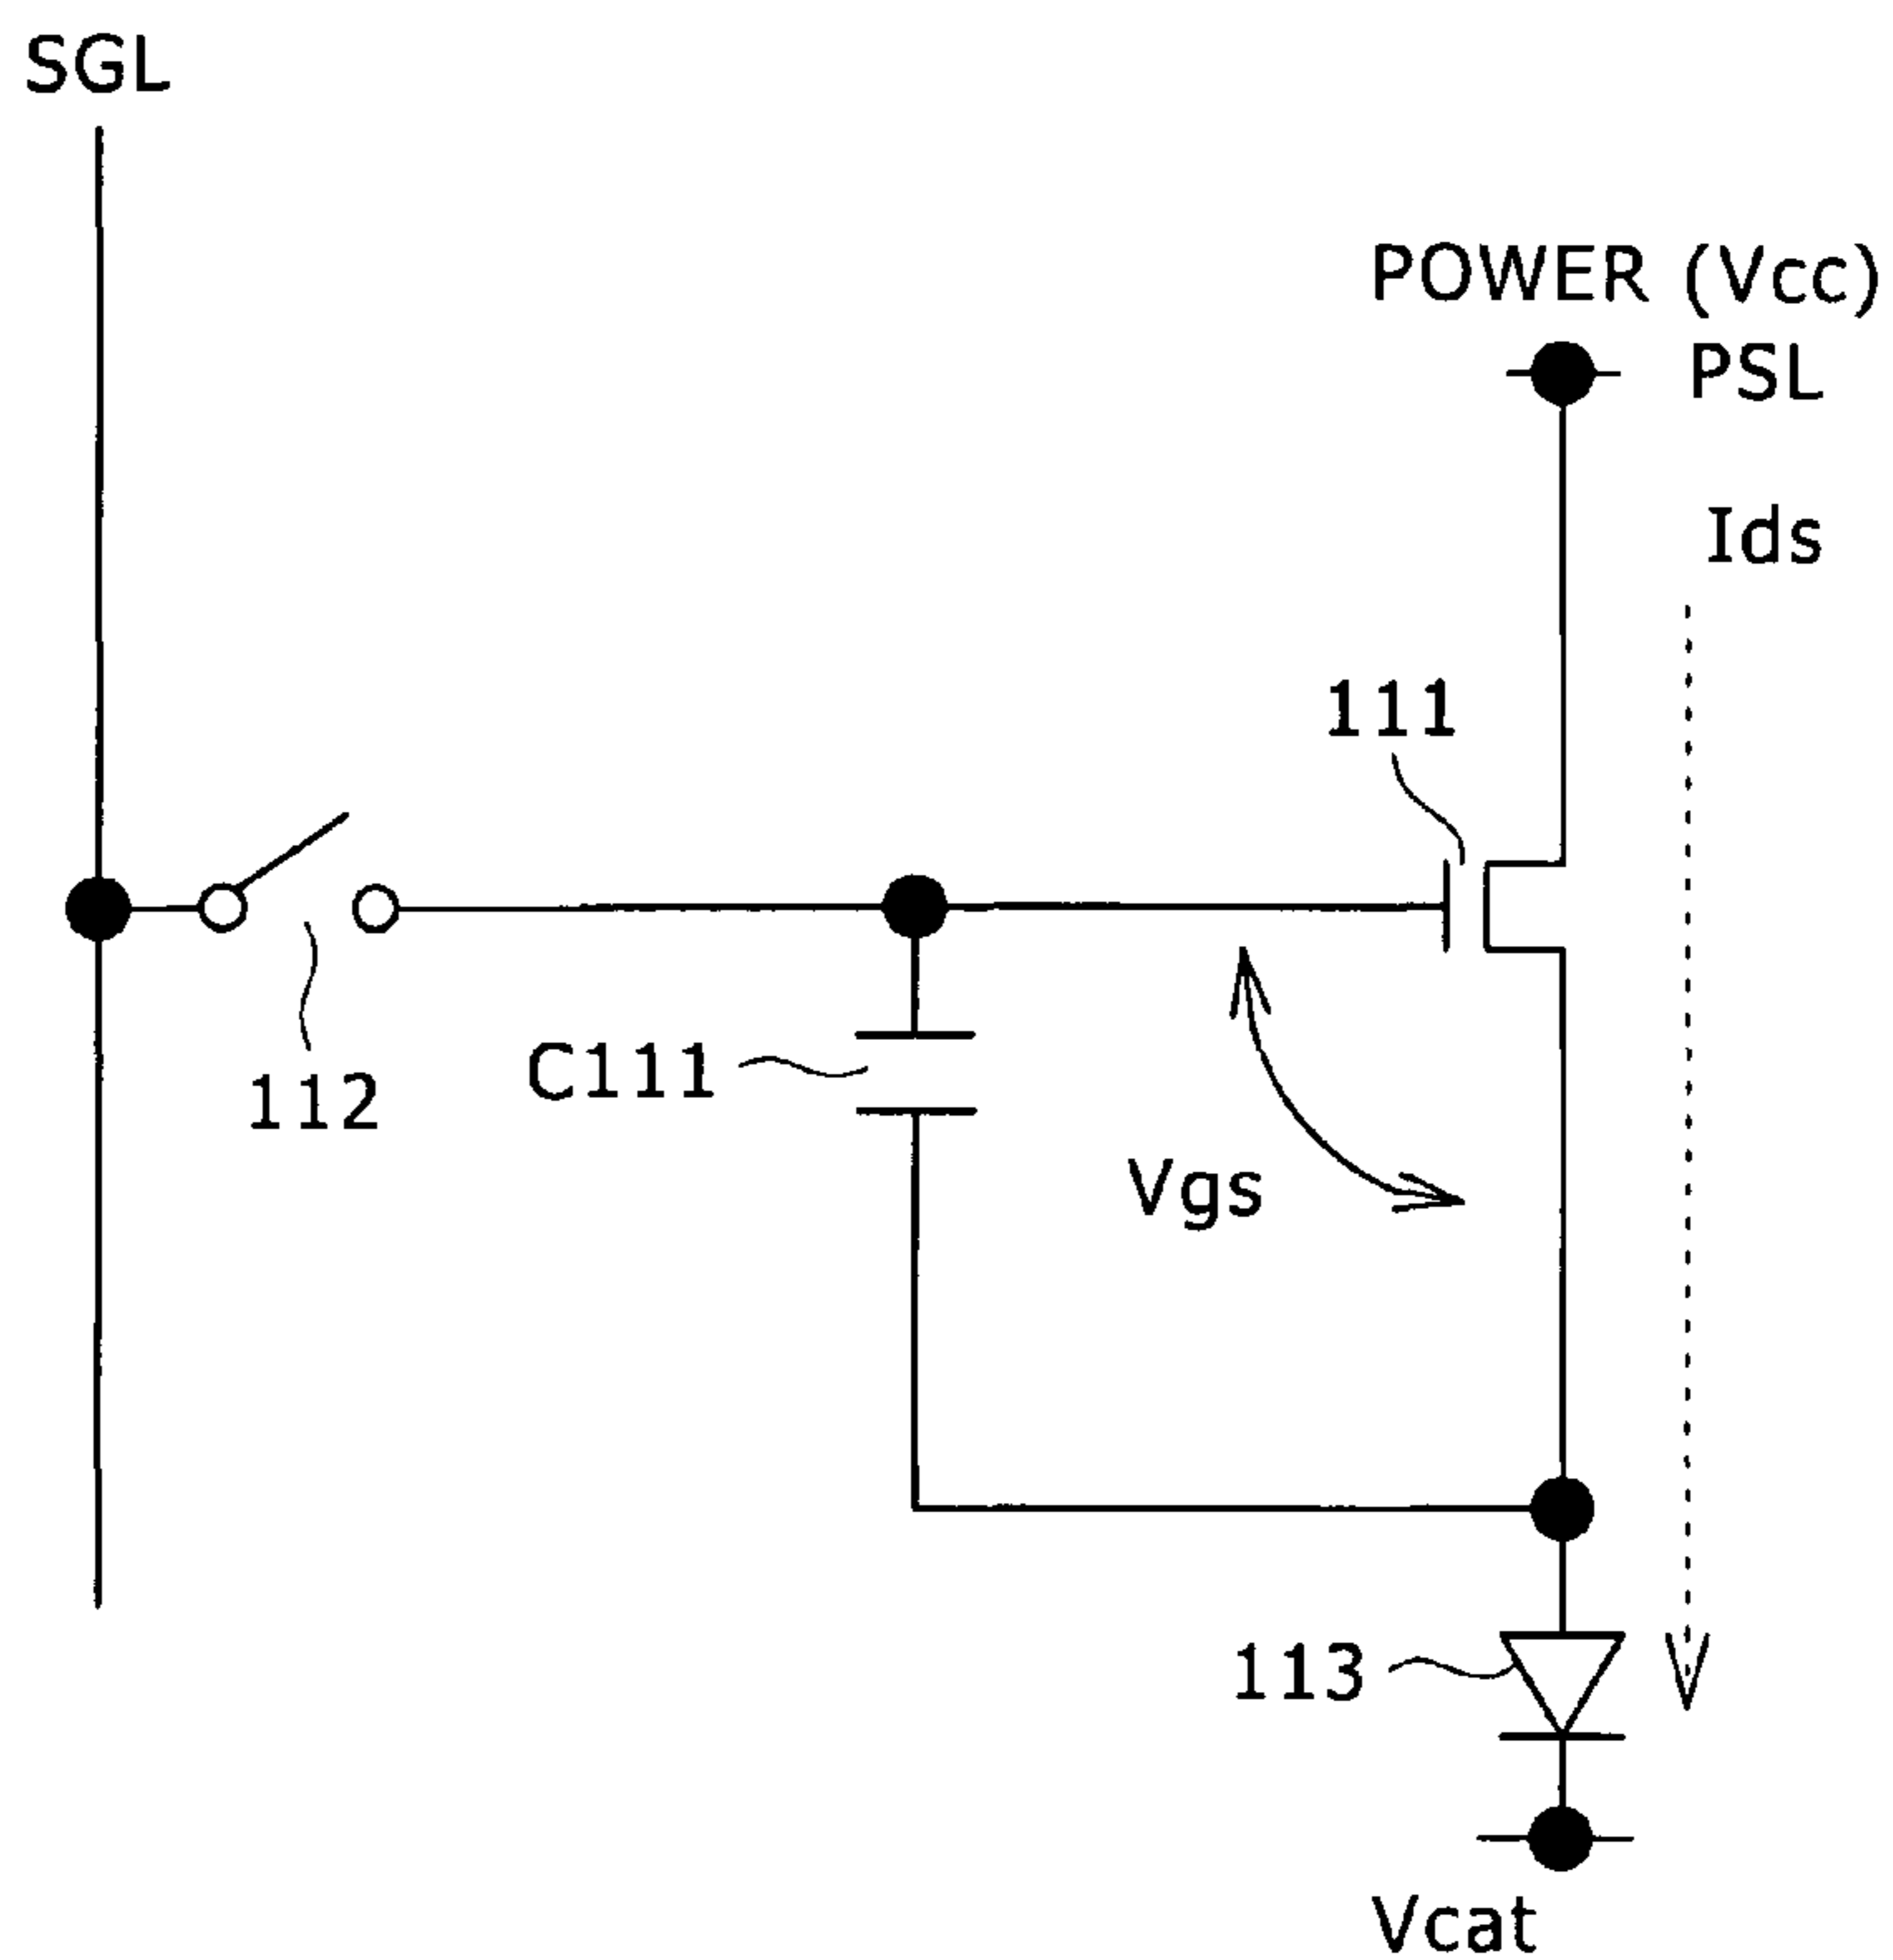 SGL
POWER (Vcc)
PSL
Ids
111
112
C111
Vgs
113
Vcat